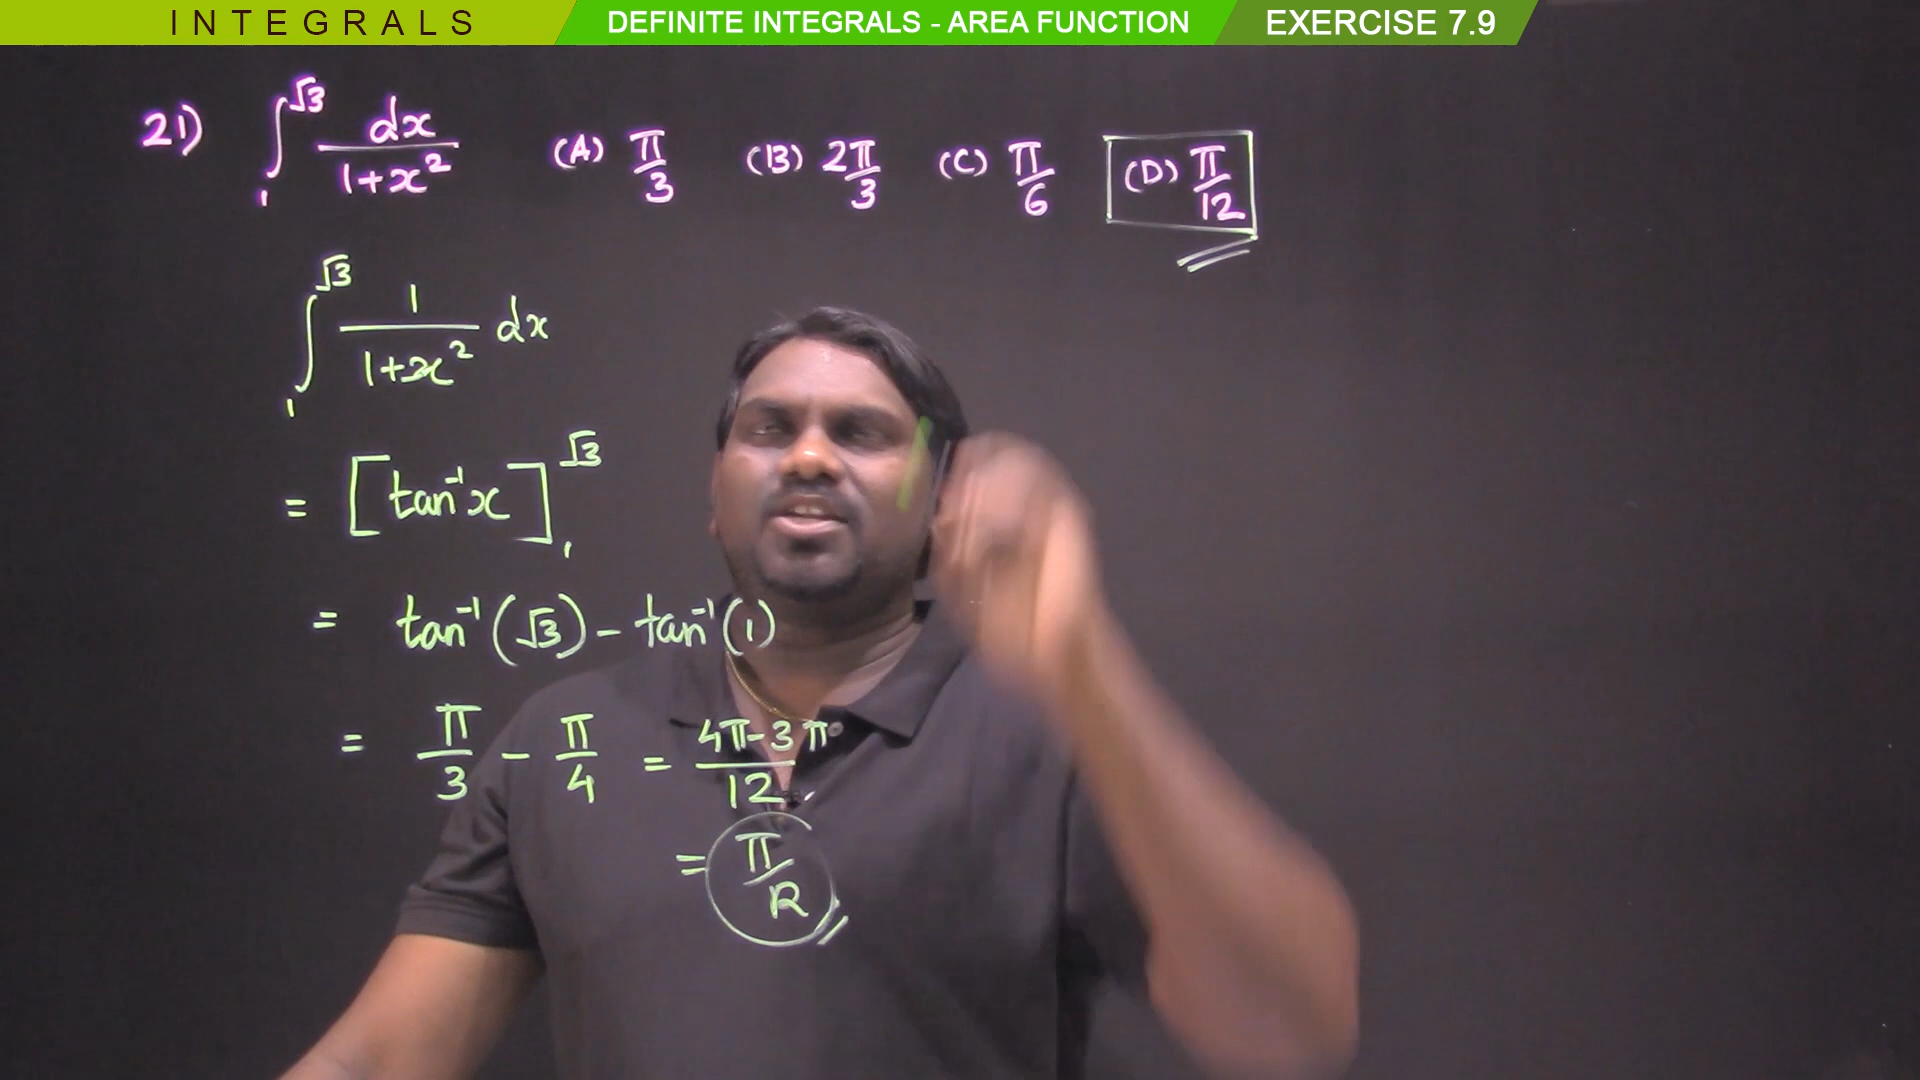 INTEGRALS DEFINITE INTEGRALS - AREA FUNCTION EXERCISE 7.9
21) ∫₁^√3 dx/(1+x²) (A) π/3 (B) 2π/3 (C) π/6 (D) π/12
∫₁^√3 1/(1+x²) dx
= [tan⁻¹x]₁^√3
= tan⁻¹(√3) - tan⁻¹(1)
= π/3 - π/4 = (4π-3π)/12
= π/12